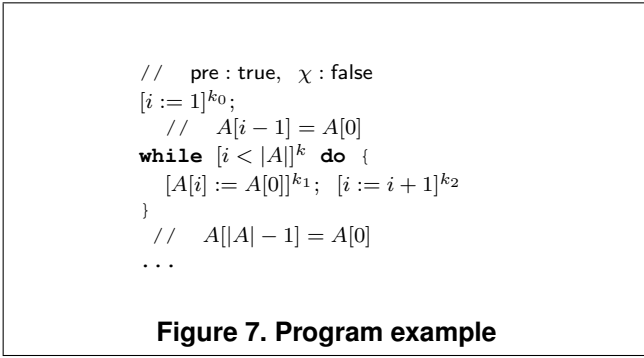 // pre : true, χ : false
[i := 1]^{k_0};
// A[i − 1] = A[0]
while [i < |A|]^k do {
[A[i] := A[0]]^{k_1}; [i := i + 1]^{k_2}
}
// A[|A| − 1] = A[0]
...
Figure 7. Program example